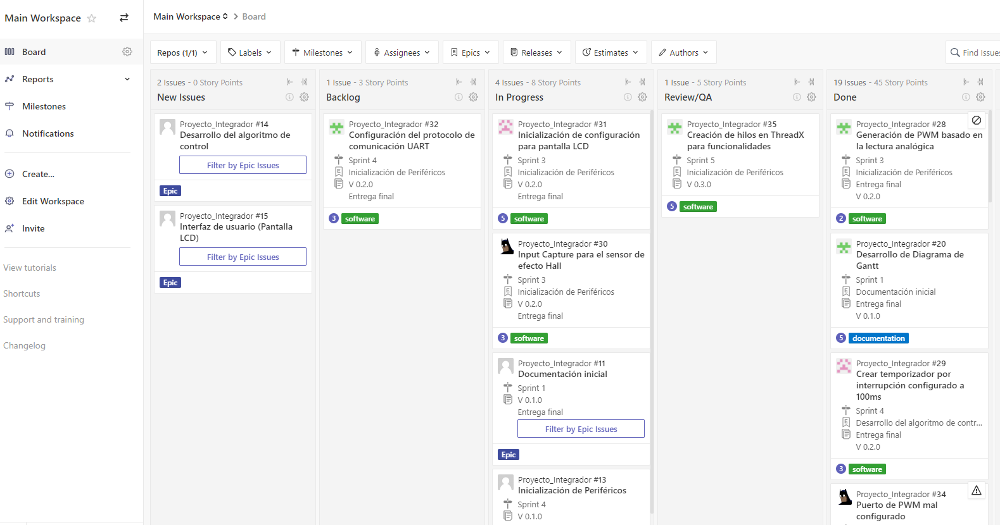 Main Workspace
Board
Reports
Milestones
Notifications
Create...
Edit Workspace
Invite
View tutorials
Shortcuts
Support and training
Changelog
Main Workspace > Board
Repos (1/1)
Labels
Milestones
Assignees
Epics
Releases
Estimates
Authors
Find Issues
2 Issues - 0 Story Points
New Issues
Proyecto_Integrador #14
Desarrollo del algoritmo de
control
Filter by Epic Issues
Epic
Proyecto_Integrador #15
Interfaz de usuario (Pantalla
LCD)
Filter by Epic Issues
Epic
1 Issue - 3 Story Points
Backlog
Proyecto_Integrador #32
Configuración del protocolo de
comunicación UART
Sprint 4
Inicialización de Periféricos
V 0.2.0
Entrega final
3 software
4 Issues - 8 Story Points
In Progress
Proyecto_Integrador #31
Inicialización de configuración
para pantalla LCD
Sprint 3
Inicialización de Periféricos
V 0.2.0
Entrega final
5 software
Proyecto_Integrador #30
Input Capture para el sensor de
efecto Hall
Sprint 3
Inicialización de Periféricos
V 0.2.0
Entrega final
3 software
Proyecto_Integrador #11
Documentación inicial
Sprint 1
V 0.1.0
Entrega final
Filter by Epic Issues
Epic
Proyecto_Integrador #13
Inicialización de Periféricos
Sprint 4
V 0.1.0
1 Issue - 5 Story Points
Review/QA
Proyecto_Integrador #35
Creación de hilos en ThreadX
para funcionalidades
Sprint 5
Inicialización de Periféricos
V 0.3.0
5 software
19 Issues - 45 Story Points
Done
Proyecto_Integrador #28
Generación de PWM basado en
la lectura analógica
Sprint 3
Inicialización de Periféricos
Entrega final
V 0.2.0
2 software
Proyecto_Integrador #20
Desarrollo de Diagrama de
Gantt
Sprint 1
Documentación inicial
Entrega final
V 0.1.0
5 documentation
Proyecto_Integrador #29
Crear temporizador por
interrupción configurado a
100ms
Sprint 4
Desarrollo del algoritmo de contr...
Entrega final
V 0.2.0
3 software
Proyecto_Integrador #34
Puerto de PWM mal
configurado